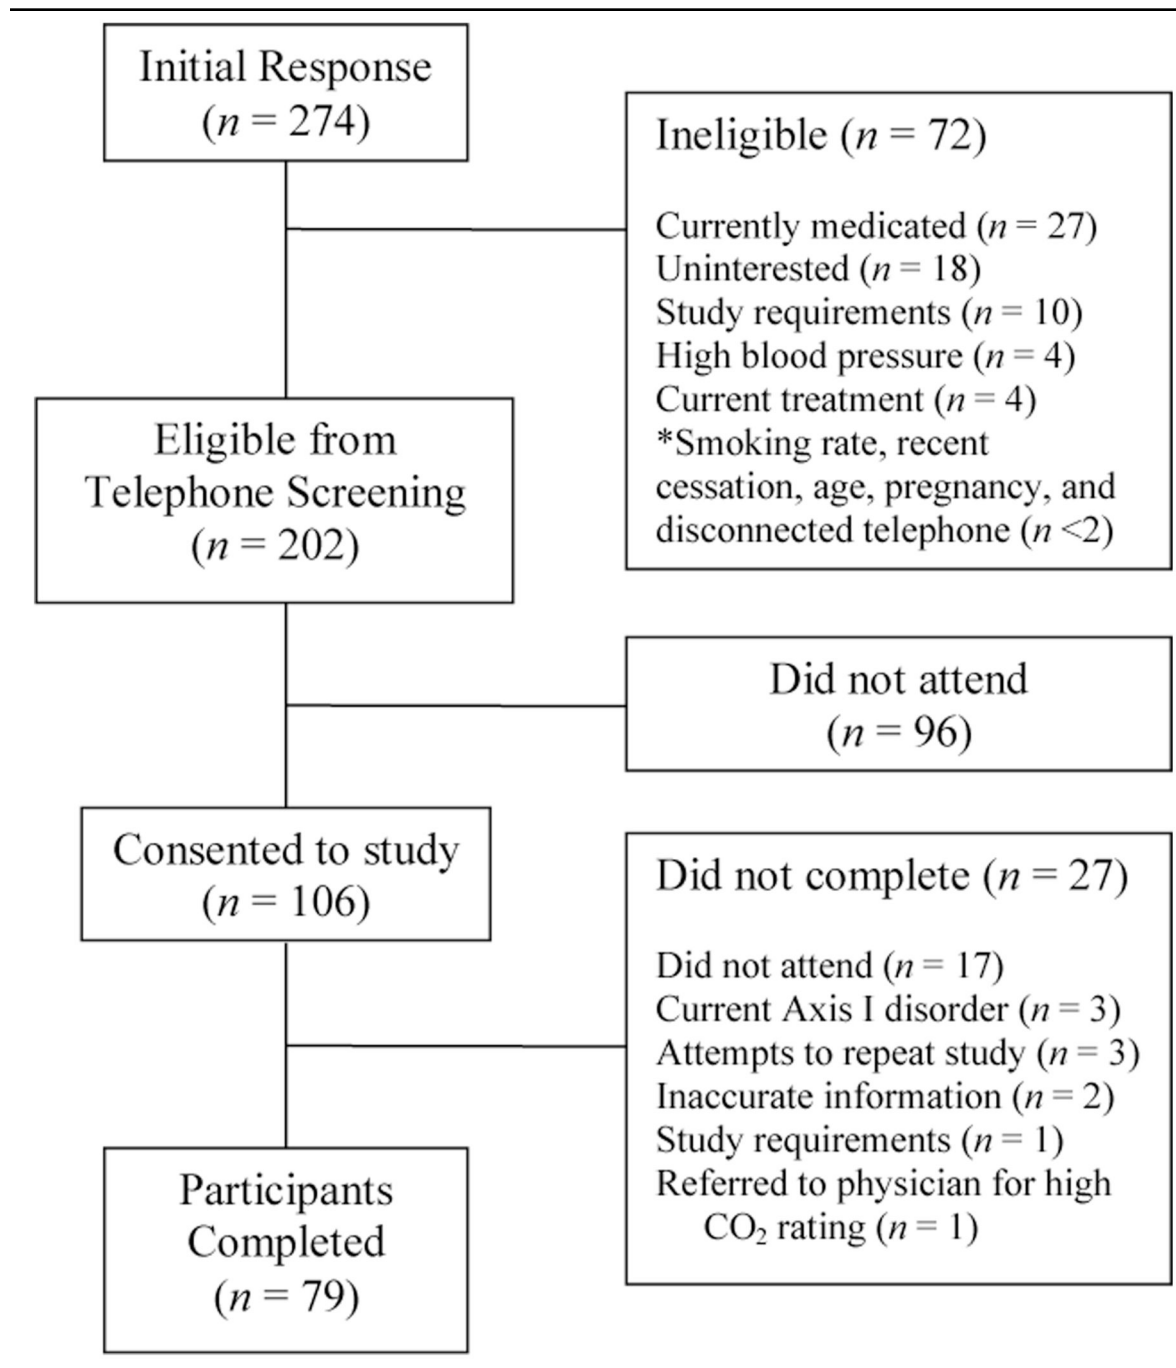 Initial Response
(n = 274)
Ineligible (n = 72)
Currently medicated (n = 27)
Uninterested (n = 18)
Study requirements (n = 10)
High blood pressure (n = 4)
Current treatment (n = 4)
*Smoking rate, recent
cessation, age, pregnancy, and
disconnected telephone (n <2)
Eligible from
Telephone Screening
(n = 202)
Did not attend
(n = 96)
Consented to study
(n = 106)
Did not complete (n = 27)
Did not attend (n = 17)
Current Axis I disorder (n = 3)
Attempts to repeat study (n = 3)
Inaccurate information (n = 2)
Study requirements (n = 1)
Referred to physician for high
CO₂ rating (n = 1)
Participants
Completed
(n = 79)